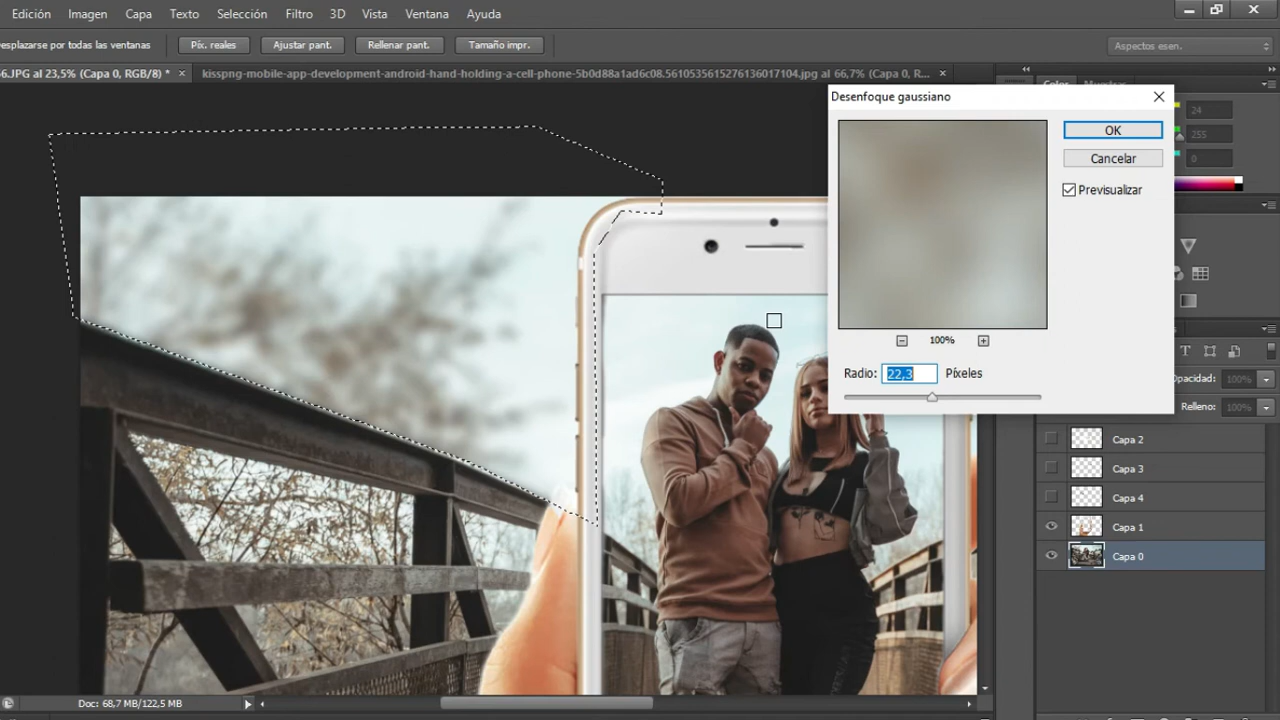 Edición Imagen Capa Texto Selección Filtro 3D Vista Ventana Ayuda
esplazarse por todas las ventanas Píx. reales Ajustar pant. Rellenar pant. Tamaño impr. Aspectos esen.
6.JPG al 23,5% (Capa 0, RGB/8) * × kisspng-mobile-app-development-android-hand-holding-a-cell-phone-5b0d88a1ad6c08.5610535615276136017104.jpg al 66,7% (Capa 0, R... ×
Color
Desenfoque gaussiano
24
OK
255
Cancelar
0
Previsualizar
100%
T
Radio: 22,3 Píxeles
Opacidad: 100%
Relleno: 100%
Capa 2
Capa 3
Capa 4
Capa 1
Capa 0
Doc: 68,7 MB/122,5 MB